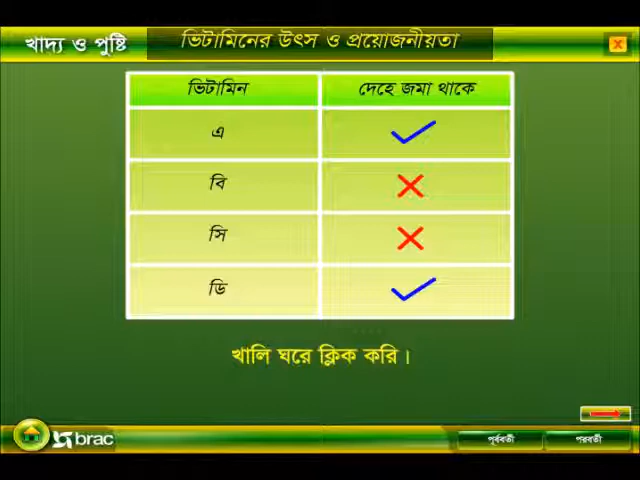 খাদ্য ও পুষ্টি
ভিটামিনের উৎস ও প্রয়োজনীয়তা
ভিটামিন দেহে জমা থাকে
এ
বি
সি
ডি
খালি ঘরে ক্লিক করি।
brac
পূর্ববর্তী পরবর্তী